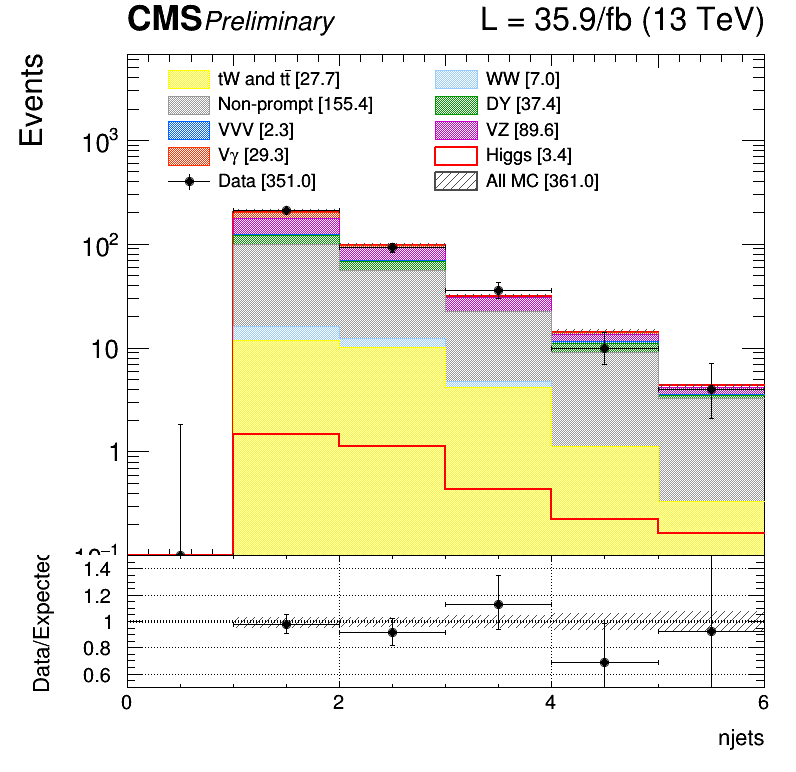 CMS Preliminary L = 35.9/fb (13 TeV)
Events
tW and tt̄ [27.7] WW [7.0]
Non-prompt [155.4] DY [37.4]
VVV [2.3] VZ [89.6]
Vγ [29.3] Higgs [3.4]
Data [351.0] All MC [361.0]
10³
10²
10
1
10⁻¹
Data/Expected
1.4
1.2
1
0.8
0.6
0 2 4 6
njets